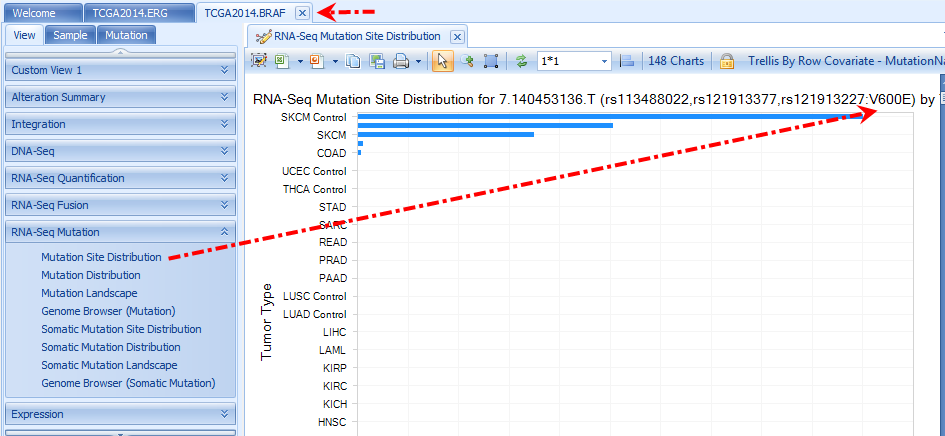 Welcome
TCGA2014.ERG
TCGA2014.BRAF
View
Sample
Mutation
Custom View 1
Alteration Summary
Integration
DNA-Seq
RNA-Seq Quantification
RNA-Seq Fusion
RNA-Seq Mutation
Mutation Site Distribution
Mutation Distribution
Mutation Landscape
Genome Browser (Mutation)
Somatic Mutation Site Distribution
Somatic Mutation Distribution
Somatic Mutation Landscape
Genome Browser (Somatic Mutation)
Expression
RNA-Seq Mutation Site Distribution
1*1
148 Charts
Trellis By Row Covariate - MutationNa
RNA-Seq Mutation Site Distribution for 7.140453136.T (rs113488022,rs121913377,rs121913227:V600E) by
Tumor Type
SKCM Control
SKCM
COAD
UCEC Control
THCA Control
STAD
SARC
READ
PRAD
PAAD
LUSC Control
LUAD Control
LIHC
LAML
KIRP
KIRC
KICH
HNSC